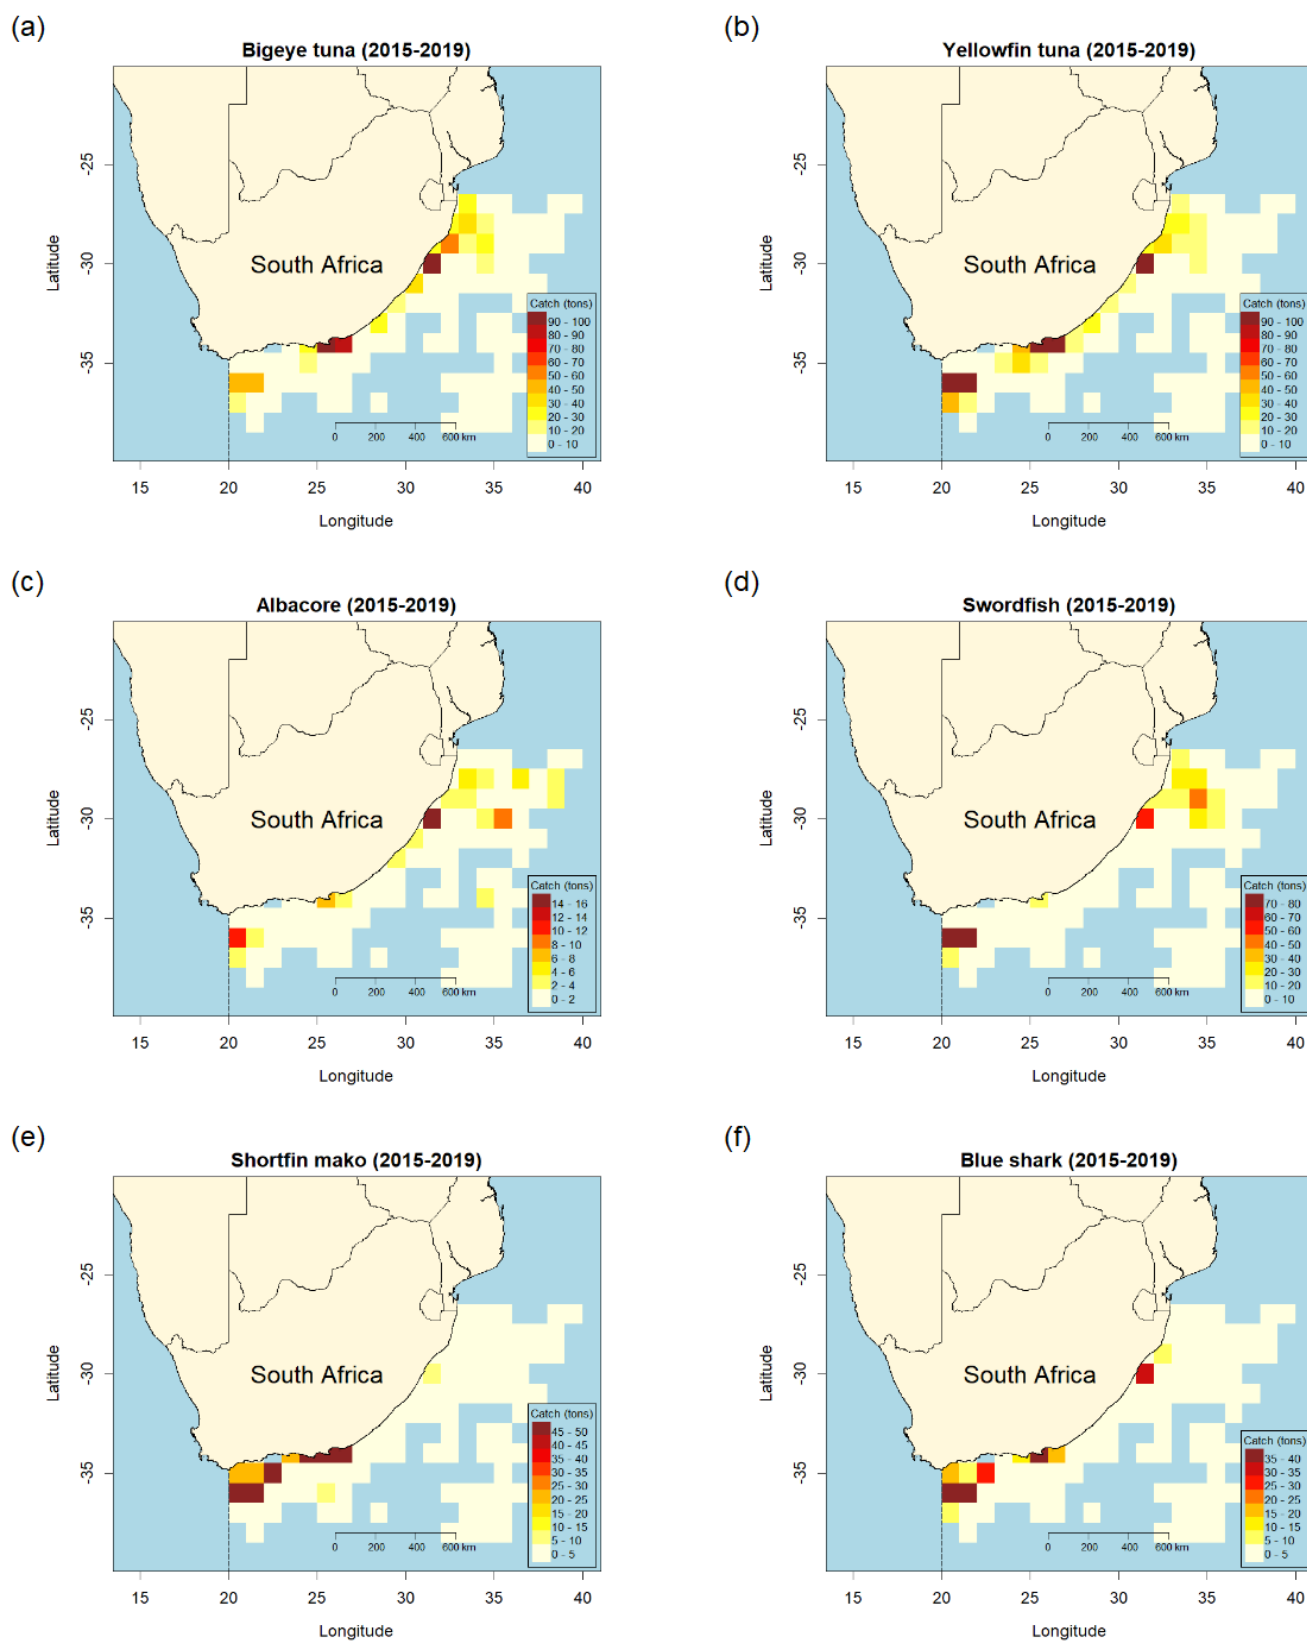 (a)
Bigeye tuna (2015-2019)
Latitude
-25
-30
-35
South Africa
Catch (tons)
90 - 100
80 - 90
70 - 80
60 - 70
50 - 60
40 - 50
30 - 40
20 - 30
10 - 20
0 - 10
0 200 400 600 km
15 20 25 30 35 40
Longitude
(b)
Yellowfin tuna (2015-2019)
Latitude
-25
-30
-35
South Africa
Catch (tons)
90 - 100
80 - 90
70 - 80
60 - 70
50 - 60
40 - 50
30 - 40
20 - 30
10 - 20
0 - 10
0 200 400 600 km
15 20 25 30 35 40
Longitude
(c)
Albacore (2015-2019)
Latitude
-25
-30
-35
South Africa
Catch (tons)
14 - 16
12 - 14
10 - 12
8 - 10
6 - 8
4 - 6
2 - 4
0 - 2
0 200 400 600 km
15 20 25 30 35 40
Longitude
(d)
Swordfish (2015-2019)
Latitude
-25
-30
-35
South Africa
Catch (tons)
70 - 80
60 - 70
50 - 60
40 - 50
30 - 40
20 - 30
10 - 20
0 - 10
0 200 400 600 km
15 20 25 30 35 40
Longitude
(e)
Shortfin mako (2015-2019)
Latitude
-25
-30
-35
South Africa
Catch (tons)
45 - 50
40 - 45
35 - 40
30 - 35
25 - 30
20 - 25
15 - 20
10 - 15
5 - 10
0 - 5
0 200 400 600 km
15 20 25 30 35 40
Longitude
(f)
Blue shark (2015-2019)
Latitude
-25
-30
-35
South Africa
Catch (tons)
35 - 40
30 - 35
25 - 30
20 - 25
15 - 20
10 - 15
5 - 10
0 - 5
0 200 400 600 km
15 20 25 30 35 40
Longitude